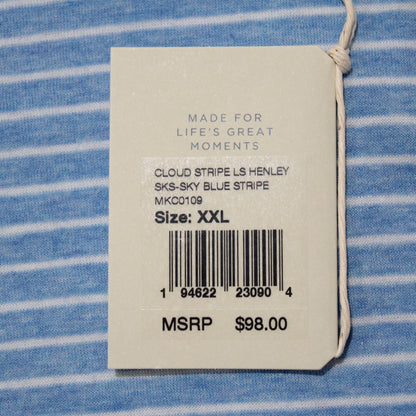 MADE FOR
LIFE'S GREAT
MOMENTS
CLOUD STRIPE LS HENLEY
SKS-SKY BLUE STRIPE
MKC0109
Size: XXL
1 94622 23090 4
MSRP $98.00